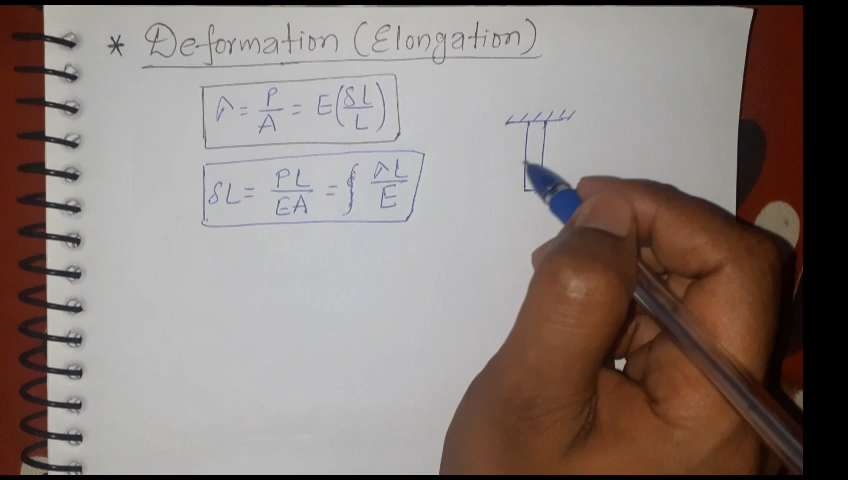 * Deformation (Elongation)
σ = P/A = E(δL/L)
δL = PL/EA = σL/E